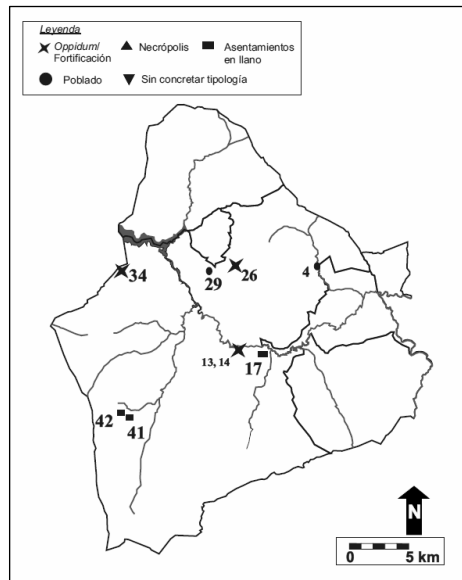 Leyenda
Oppidum/
Fortificación
Necrópolis
Asentamientos
en llano
Poblado
Sin concretar tipología
34
29
26
4
13, 14
17
42
41
N
0
5 km